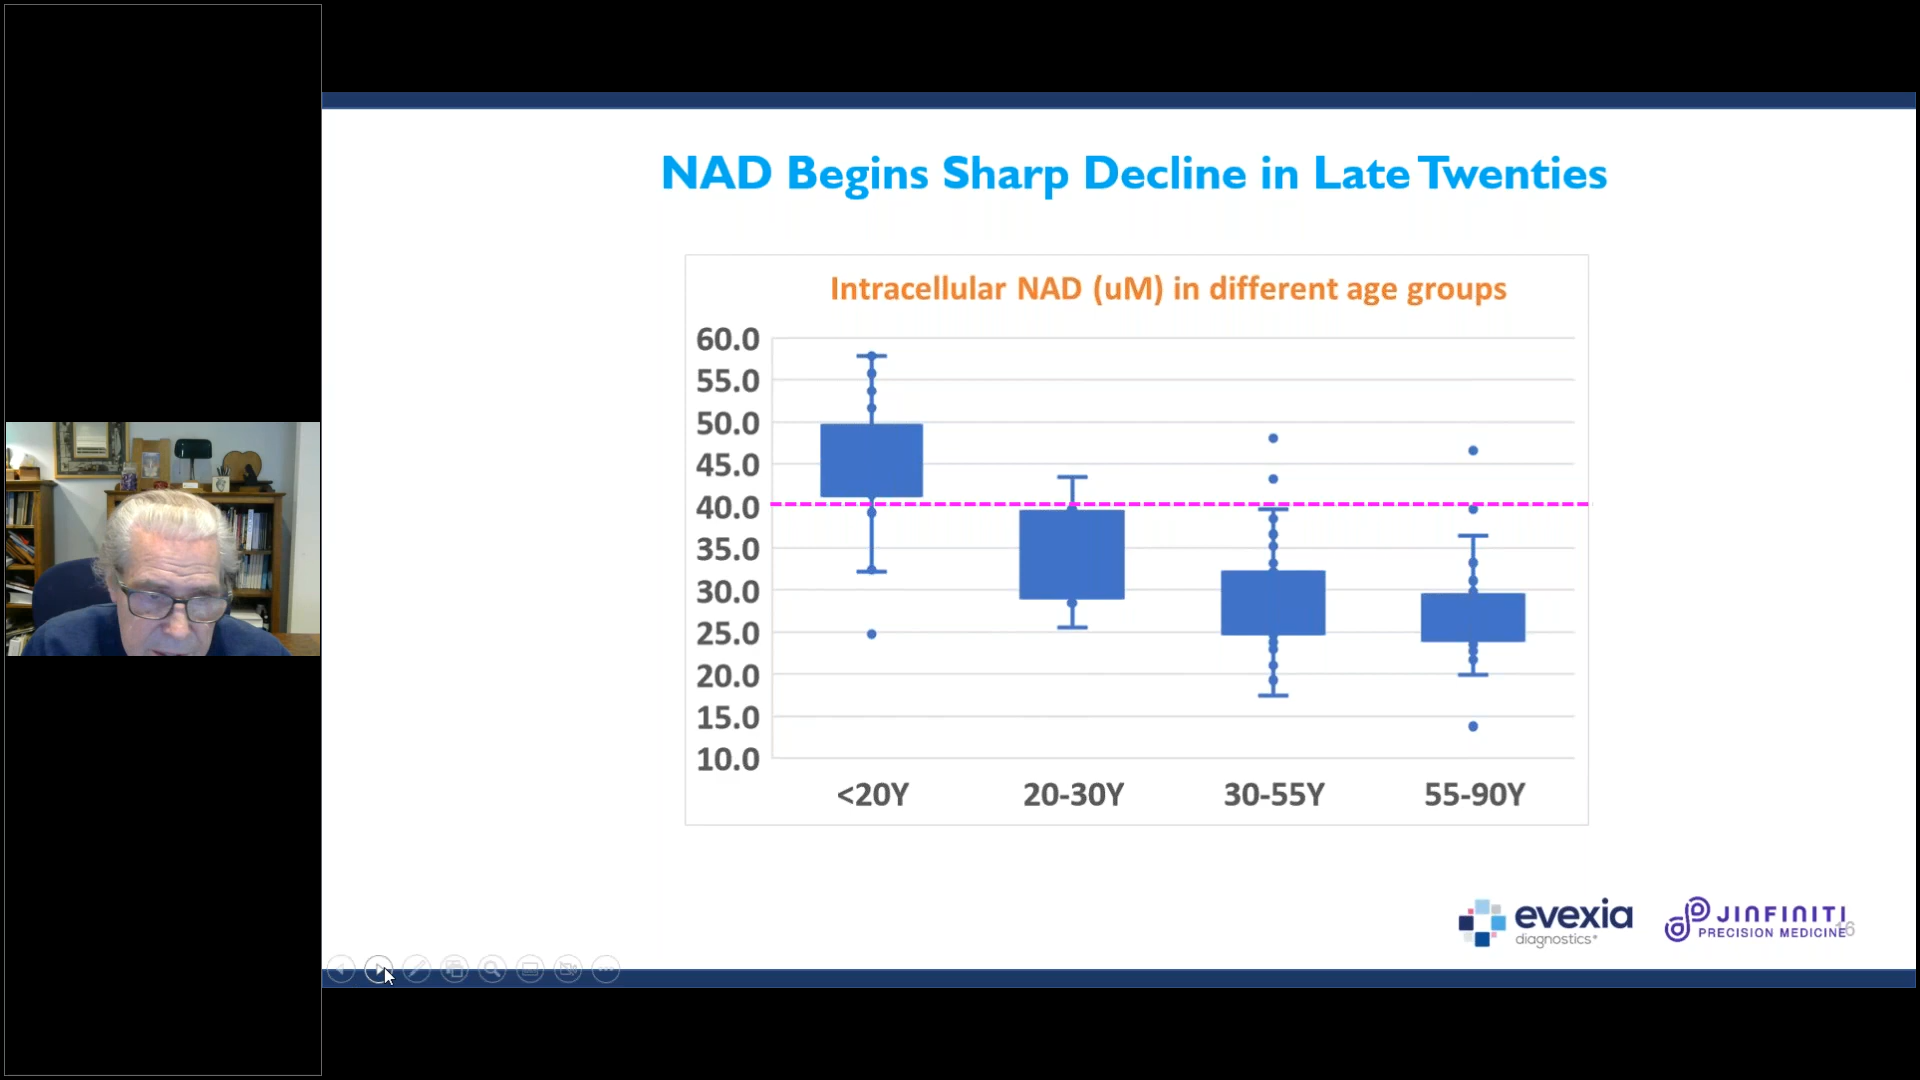 NAD Begins Sharp Decline in Late Twenties
Intracellular NAD (uM) in different age groups
60.0
55.0
50.0
45.0
40.0
35.0
30.0
25.0
20.0
15.0
10.0
<20Y
20-30Y
30-55Y
55-90Y
evexia
diagnostics
JINFINITI
PRECISION MEDICINE
16